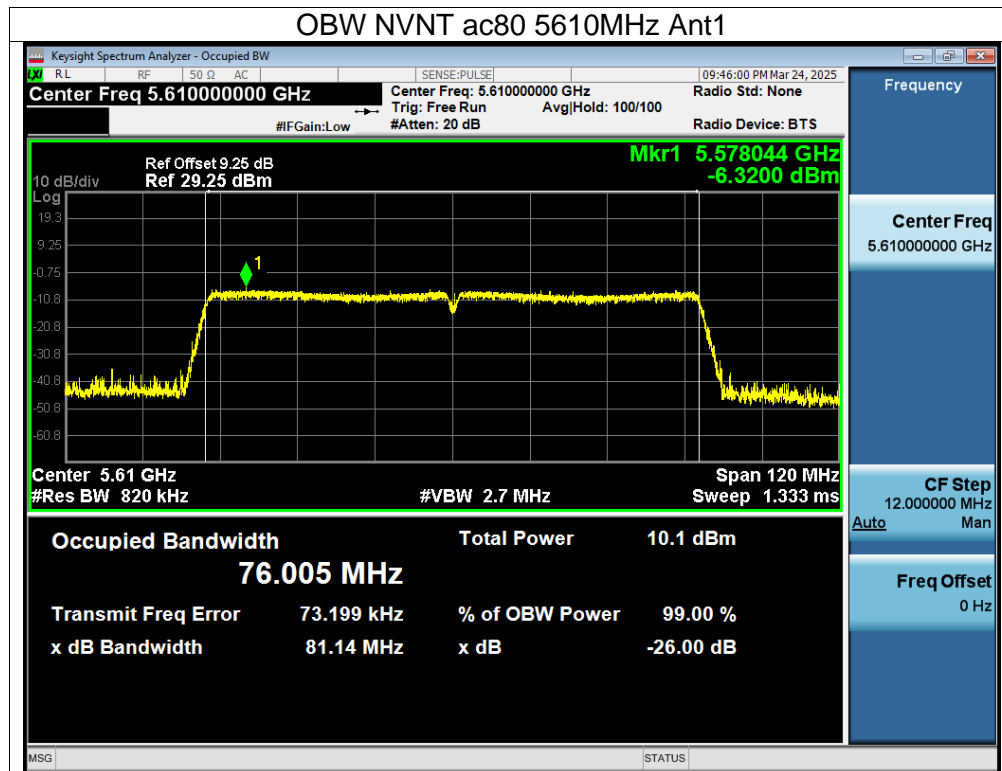 OBW NVNT ac80 5610MHz Ant1
Keysight Spectrum Analyzer - Occupied BW
LXI RL RF 50 Ω AC SENSE:PULSE 09:46:00 PM Mar 24, 2025
Center Freq 5.610000000 GHz
Center Freq: 5.610000000 GHz Radio Std: None
Trig: Free Run Avg|Hold: 100/100
#IFGain:Low #Atten: 20 dB Radio Device: BTS
Frequency
Mkr1 5.578044 GHz
-6.3200 dBm
Ref Offset 9.25 dB
10 dB/div Ref 29.25 dBm
Log
19.3
9.25
-0.75
-10.8
-20.8
-30.8
-40.8
-50.8
-60.8
1
Center 5.61 GHz Span 120 MHz
#Res BW 820 kHz #VBW 2.7 MHz Sweep 1.333 ms
Occupied Bandwidth Total Power 10.1 dBm
76.005 MHz
Transmit Freq Error 73.199 kHz % of OBW Power 99.00 %
x dB Bandwidth 81.14 MHz x dB -26.00 dB
Center Freq
5.610000000 GHz
CF Step
12.000000 MHz
Auto Man
Freq Offset
0 Hz
MSG STATUS